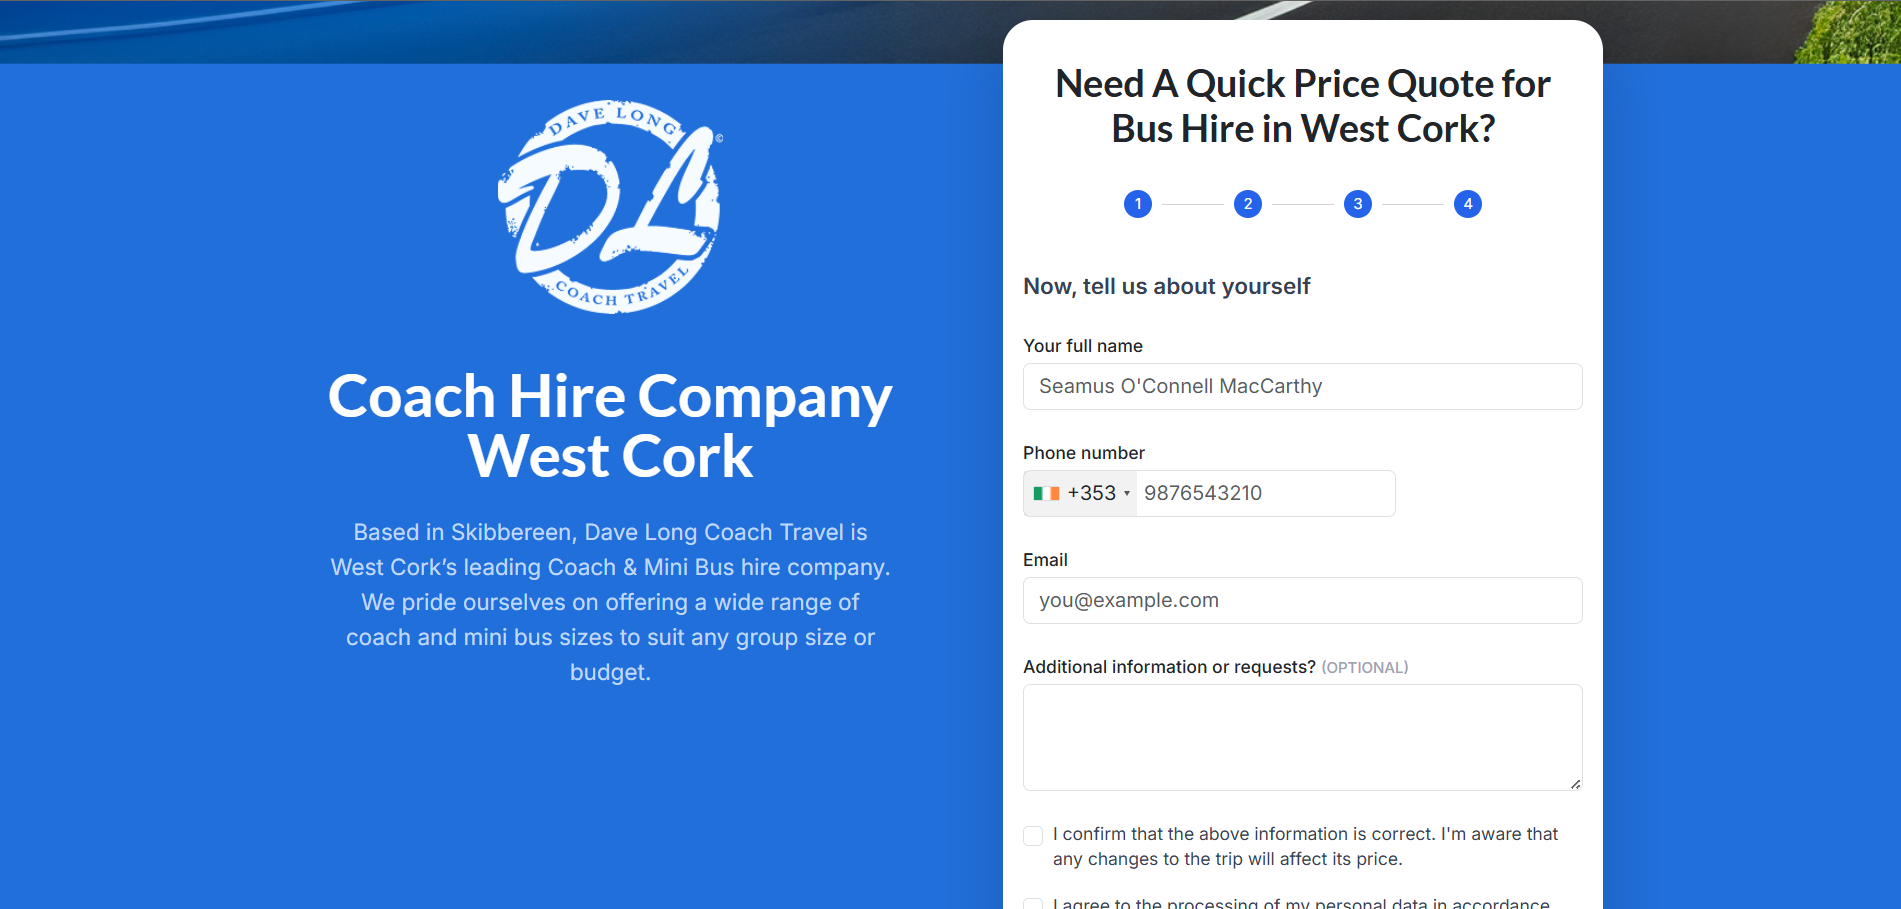 DAVE LONG
DL
©
COACH TRAVEL
Coach Hire Company
West Cork
Based in Skibbereen, Dave Long Coach Travel is
West Cork’s leading Coach & Mini Bus hire company.
We pride ourselves on offering a wide range of
coach and mini bus sizes to suit any group size or
budget.
Need A Quick Price Quote for
Bus Hire in West Cork?
1 2 3 4
Now, tell us about yourself
Your full name
Seamus O'Connell MacCarthy
Phone number
+353 9876543210
Email
you@example.com
Additional information or requests? (OPTIONAL)
I confirm that the above information is correct. I'm aware that
any changes to the trip will affect its price.
I agree to the processing of my personal data in accordance